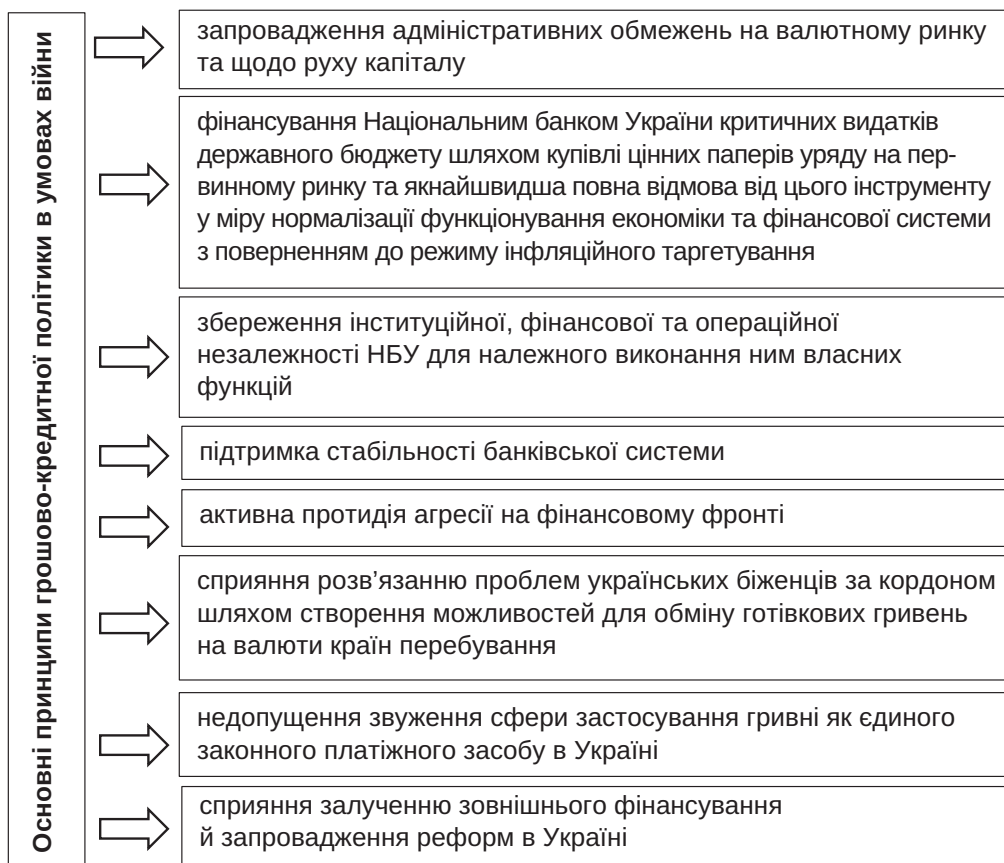 Основні принципи грошово-кредитної політики в умовах війни
запровадження адміністративних обмежень на валютному ринку
та щодо руху капіталу
фінансування Національним банком України критичних видатків
державного бюджету шляхом купівлі цінних паперів уряду на пер-
винному ринку та якнайшвидша повна відмова від цього інструменту
у міру нормалізації функціонування економіки та фінансової системи
з поверненням до режиму інфляційного таргетування
збереження інституційної, фінансової та операційної
незалежності НБУ для належного виконання ним власних
функцій
підтримка стабільності банківської системи
активна протидія агресії на фінансовому фронті
сприяння розв’язанню проблем українських біженців за кордоном
шляхом створення можливостей для обміну готівкових гривень
на валюти країн перебування
недопущення звуження сфери застосування гривні як єдиного
законного платіжного засобу в Україні
сприяння залученню зовнішнього фінансування
й запровадження реформ в Україні